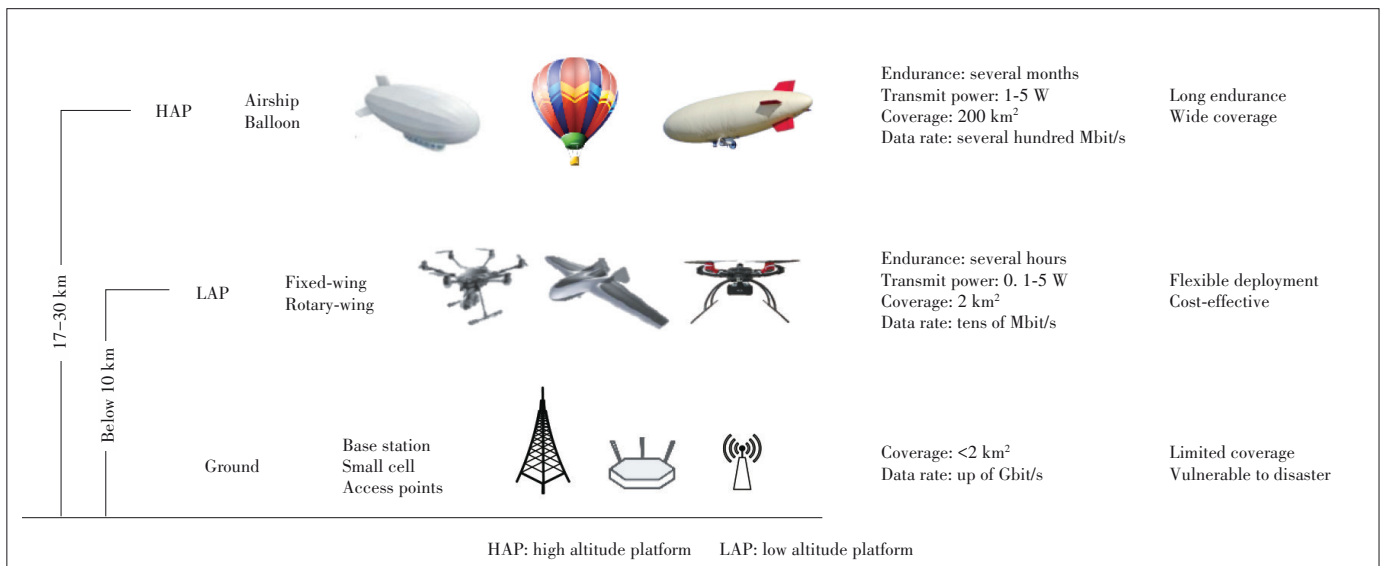 HAP
Airship
Balloon
Endurance: several months
Transmit power: 1-5 W
Coverage: 200 km²
Data rate: several hundred Mbit/s
Long endurance
Wide coverage
17–30 km
LAP
Fixed-wing
Rotary-wing
Endurance: several hours
Transmit power: 0. 1-5 W
Coverage: 2 km²
Data rate: tens of Mbit/s
Flexible deployment
Cost-effective
Below 10 km
Ground
Base station
Small cell
Access points
Coverage: <2 km²
Data rate: up of Gbit/s
Limited coverage
Vulnerable to disaster
HAP: high altitude platform LAP: low altitude platform